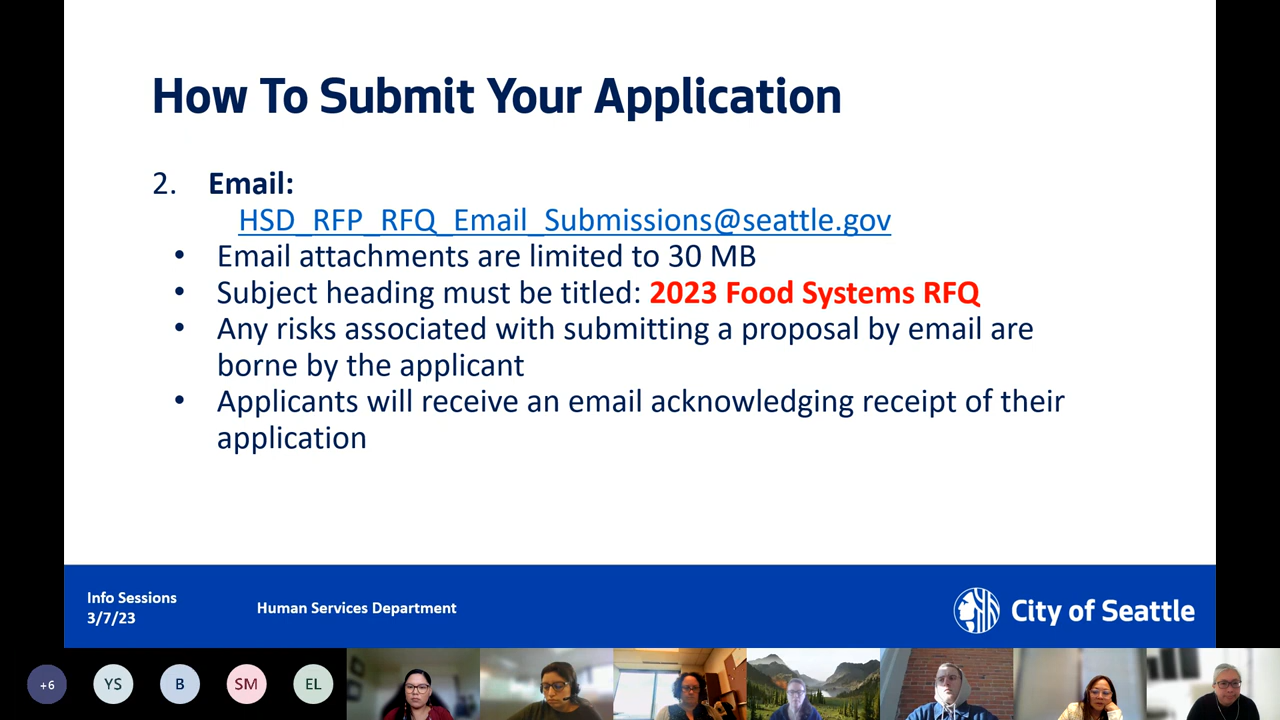 How To Submit Your Application
2. Email:
HSD_RFP_RFQ_Email_Submissions@seattle.gov
• Email attachments are limited to 30 MB
• Subject heading must be titled: 2023 Food Systems RFQ
• Any risks associated with submitting a proposal by email are
borne by the applicant
• Applicants will receive an email acknowledging receipt of their
application
Info Sessions
3/7/23
Human Services Department
City of Seattle
+6 YS B SM EL